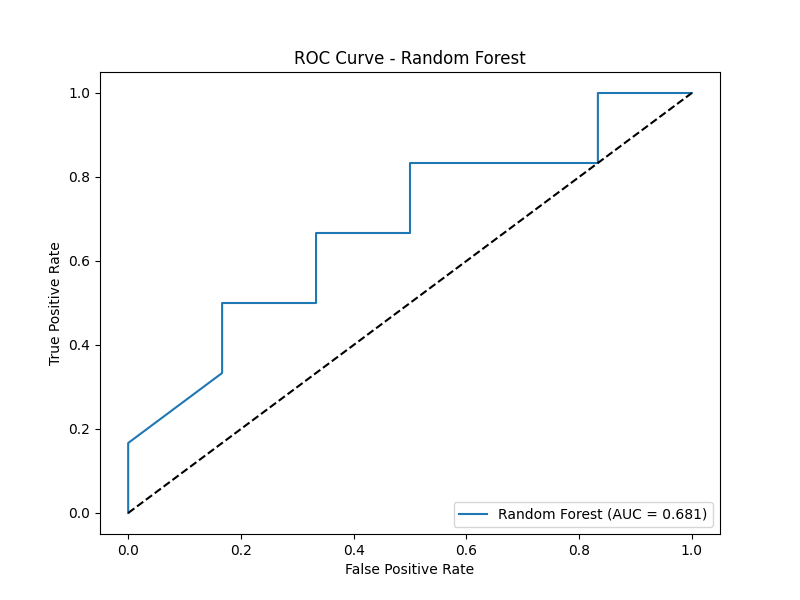 ROC Curve - Random Forest
1.0
0.8
0.6
0.4
0.2
0.0
True Positive Rate
Random Forest (AUC = 0.681)
0.0 0.2 0.4 0.6 0.8 1.0
False Positive Rate